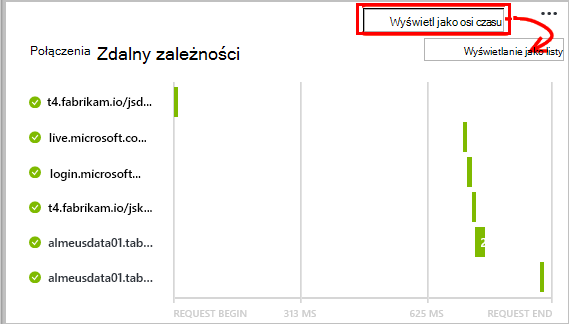 Wyświetl jako osi czasu
Wyświetlanie jako listy
Połączenia Zdalny zależności
t4.fabrikam.io/jsd...
live.microsoft.co...
login.microsoft...
t4.fabrikam.io/jsk...
almeusdata01.tab...
2
almeusdata01.tab...
REQUEST BEGIN 313 MS 625 MS REQUEST END